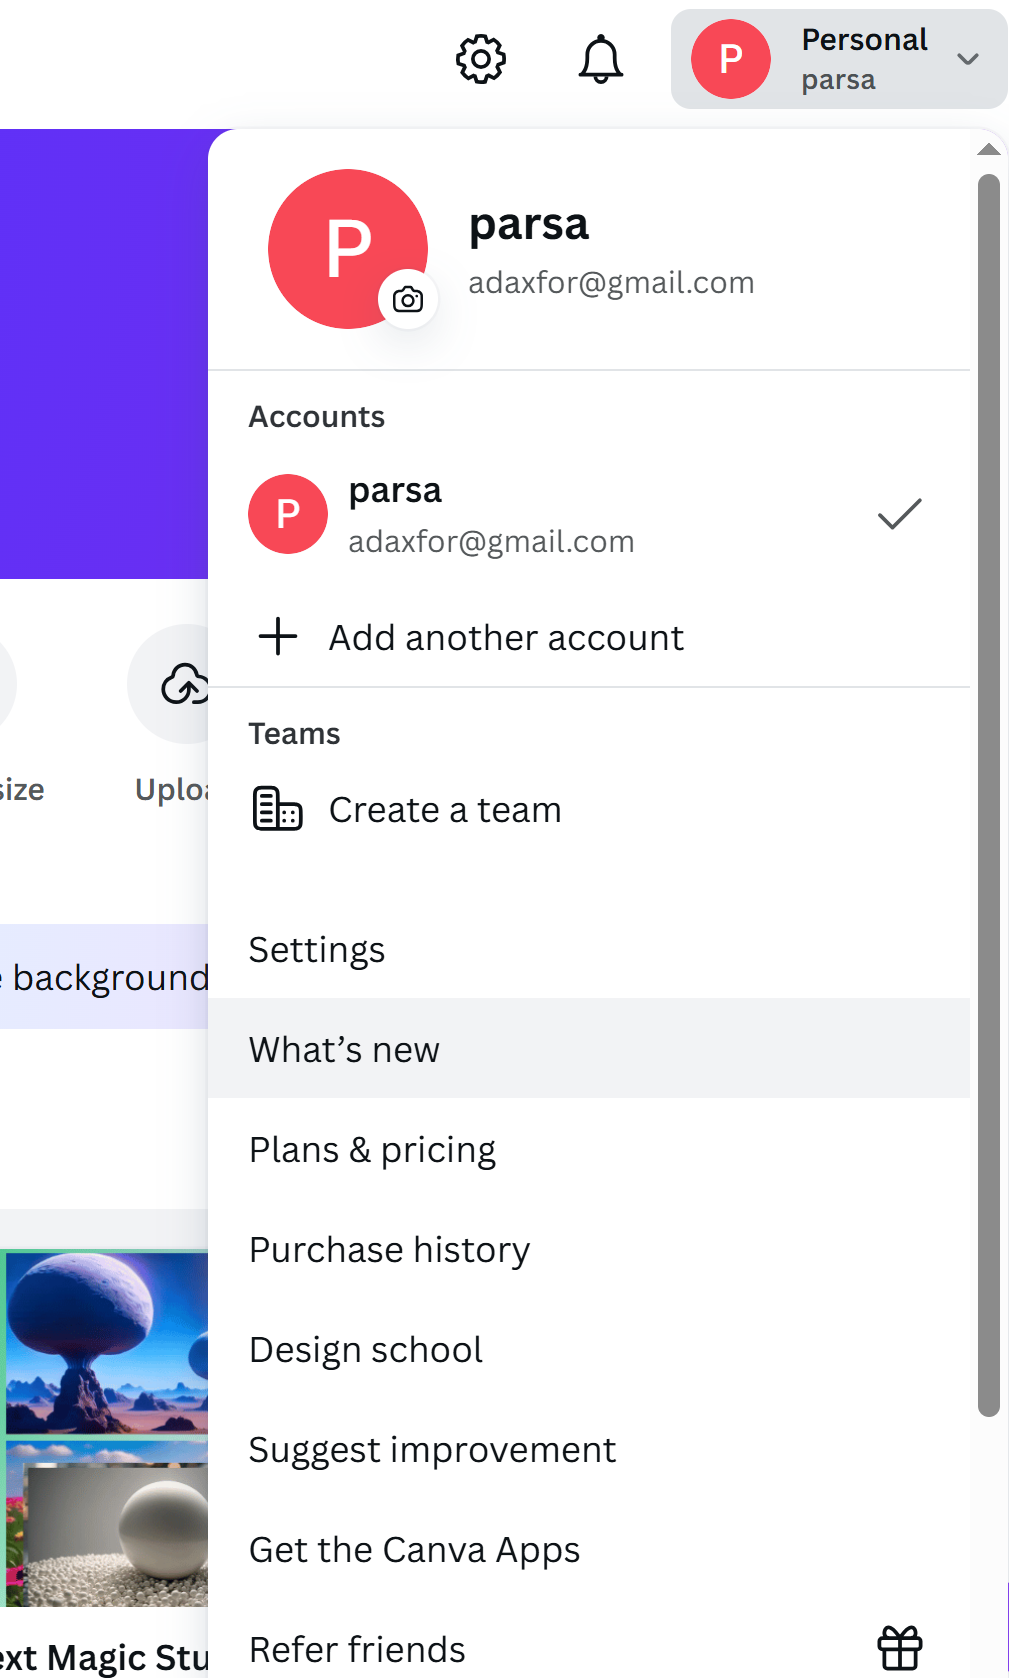 P
Personal
parsa
P
parsa
adaxfor@gmail.com
Accounts
P
parsa
adaxfor@gmail.com
Add another account
Teams
Create a team
Settings
What's new
Plans & pricing
Purchase history
Design school
Suggest improvement
Get the Canva Apps
Refer friends
size
Uploa
e background
ext Magic Stu